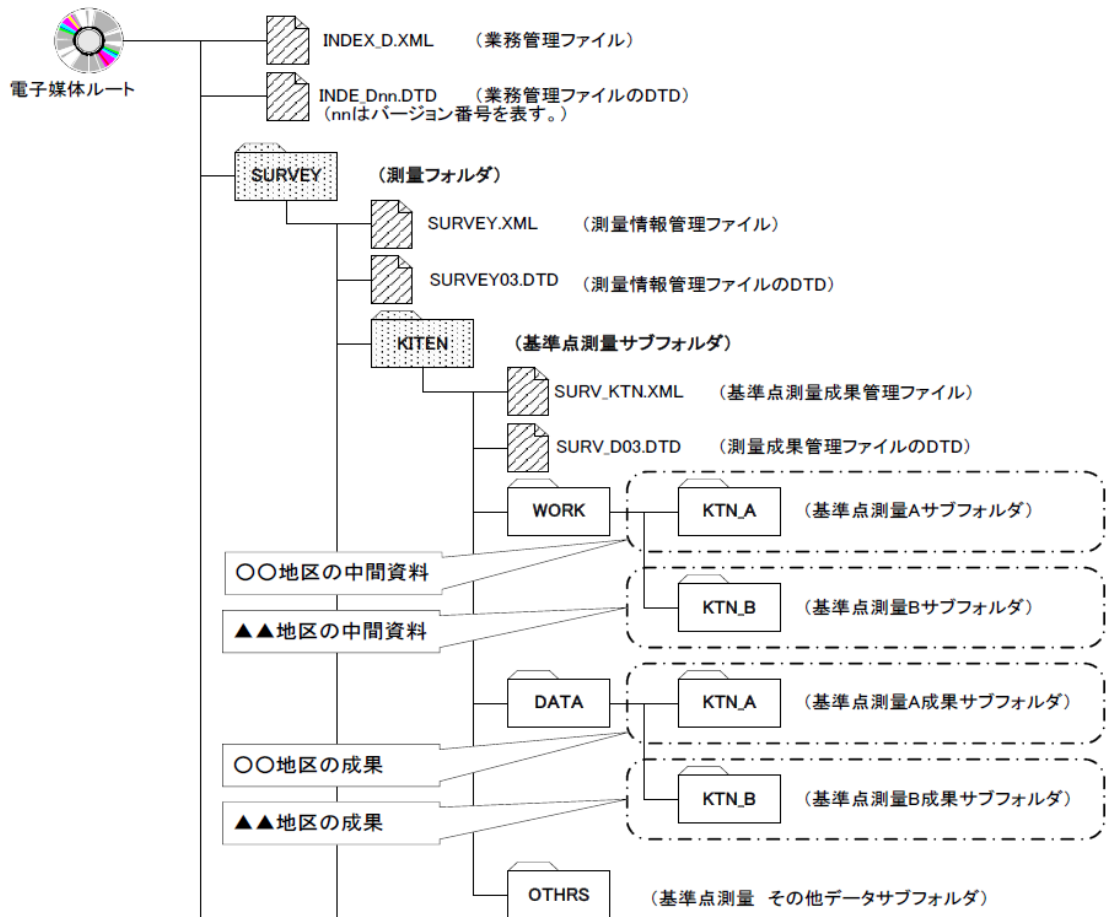 INDEX_D.XML （業務管理ファイル）
電子媒体ルート
INDE_Dnn.DTD （業務管理ファイルのDTD）
（nnはバージョン番号を表す。）
SURVEY （測量フォルダ）
SURVEY.XML （測量情報管理ファイル）
SURVEY03.DTD （測量情報管理ファイルのDTD）
KITEN （基準点測量サブフォルダ）
SURV_KTN.XML （基準点測量成果管理ファイル）
SURV_D03.DTD （測量成果管理ファイルのDTD）
WORK KTN_A （基準点測量Aサブフォルダ）
〇〇地区の中間資料
KTN_B （基準点測量Bサブフォルダ）
▲▲地区の中間資料
DATA KTN_A （基準点測量A成果サブフォルダ）
〇〇地区の成果
KTN_B （基準点測量B成果サブフォルダ）
▲▲地区の成果
OTHRS （基準点測量 その他データサブフォルダ）